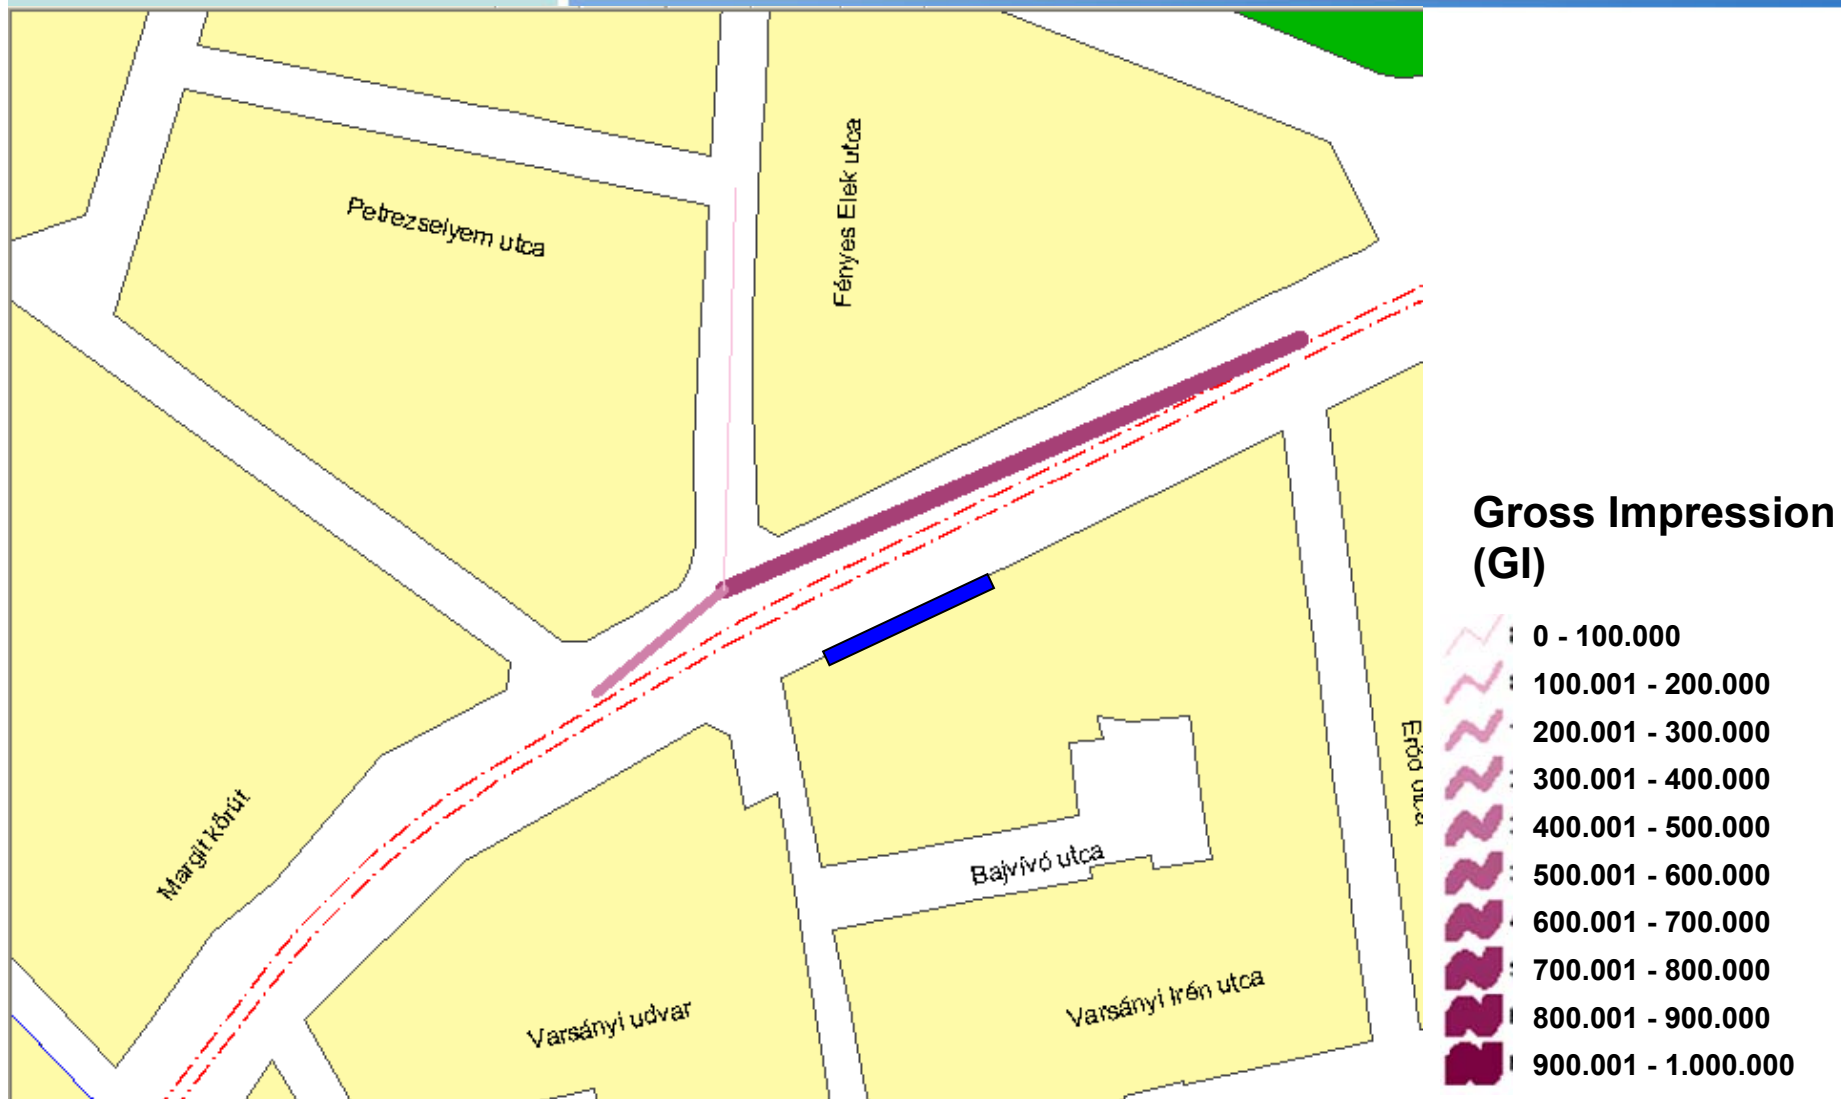 Petrezselyem utca
Fényes Elek utca
Margit körút
Bajvívó utca
Varsányi udvar
Varsányi Irén utca
Erőd utca
Gross Impression
(GI)
0 - 100.000
100.001 - 200.000
200.001 - 300.000
300.001 - 400.000
400.001 - 500.000
500.001 - 600.000
600.001 - 700.000
700.001 - 800.000
800.001 - 900.000
900.001 - 1.000.000